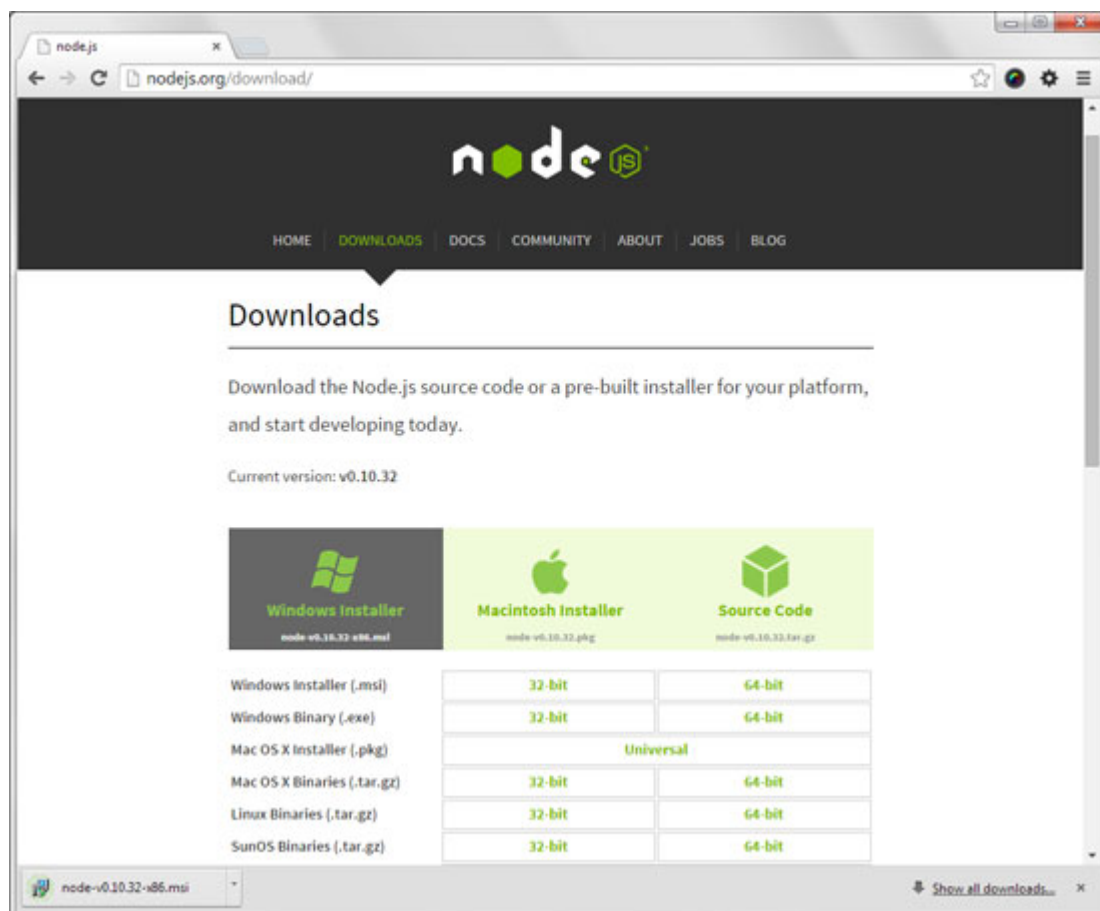 node.js
nodejs.org/download/
node JS
HOME DOWNLOADS DOCS COMMUNITY ABOUT JOBS BLOG
Downloads
Download the Node.js source code or a pre-built installer for your platform,
and start developing today.
Current version: v0.10.32
Windows Installer
node-v0.10.32-x86.msi
Macintosh Installer
node-v0.10.32.pkg
Source Code
node-v0.10.32.tar.gz
Windows Installer (.msi) 32-bit 64-bit
Windows Binary (.exe) 32-bit 64-bit
Mac OS X Installer (.pkg) Universal
Mac OS X Binaries (.tar.gz) 32-bit 64-bit
Linux Binaries (.tar.gz) 32-bit 64-bit
SunOS Binaries (.tar.gz) 32-bit 64-bit
node-v0.10.32-x86.msi
Show all downloads...